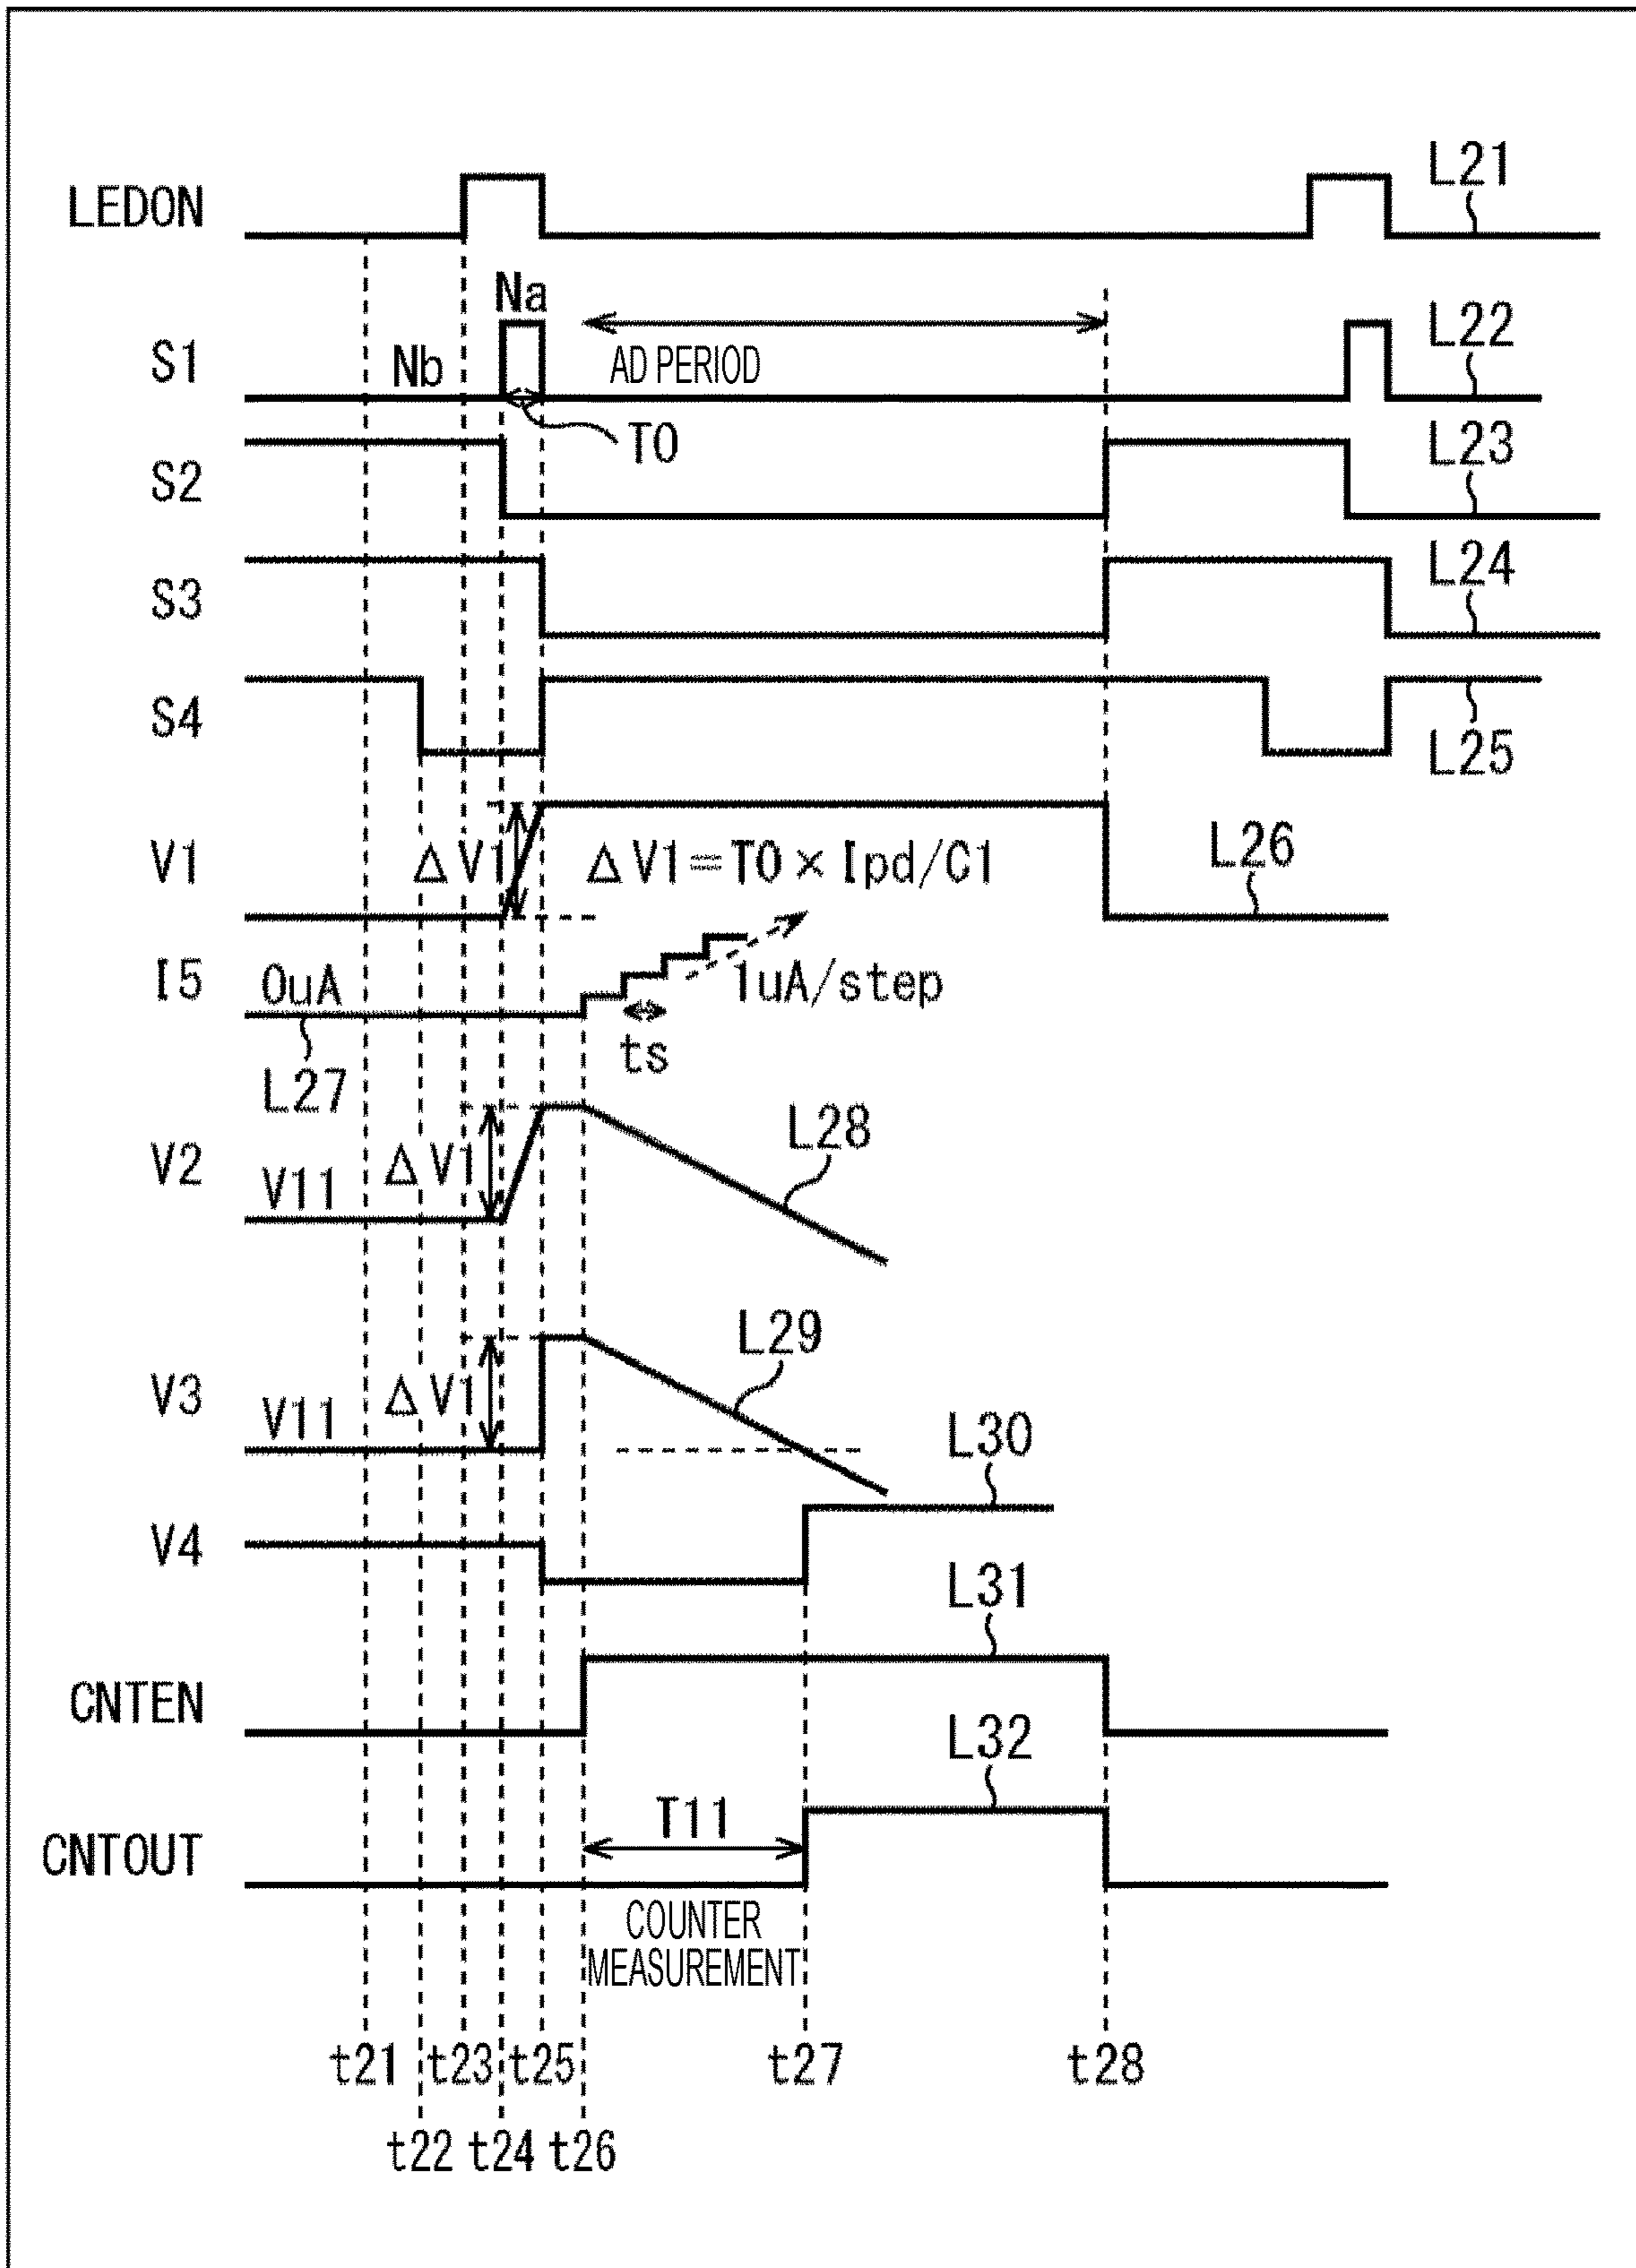 L21
LEDON
Na
L22
S1
Nb
AD PERIOD
T0
L23
S2
L24
S3
S4
L25
V1
ΔV1
ΔV1=T0×Ipd/C1
L26
I5
0uA
1uA/step
ts
L27
L28
V2
V11
ΔV1
L29
V3
V11
ΔV1
L30
V4
L31
CNTEN
L32
T11
CNTOUT
COUNTER
MEASUREMENT
t21 t23 t25 t27 t28
t22 t24 t26